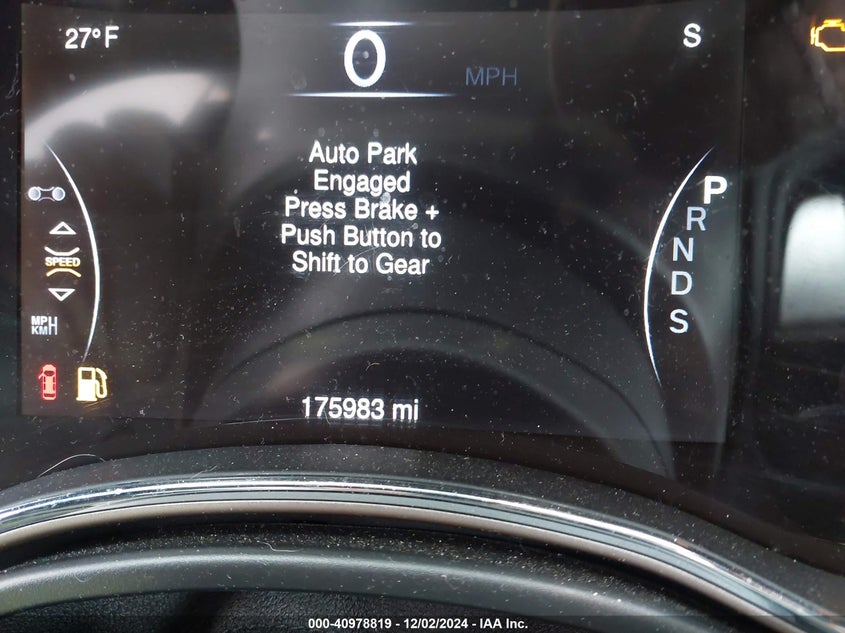 27°F
0
MPH
S
Auto Park
Engaged
Press Brake +
Push Button to
Shift to Gear
P
R
N
D
S
SPEED
MPH
KM
175983 mi
000-40978819 - 12/02/2024 - IAA Inc.